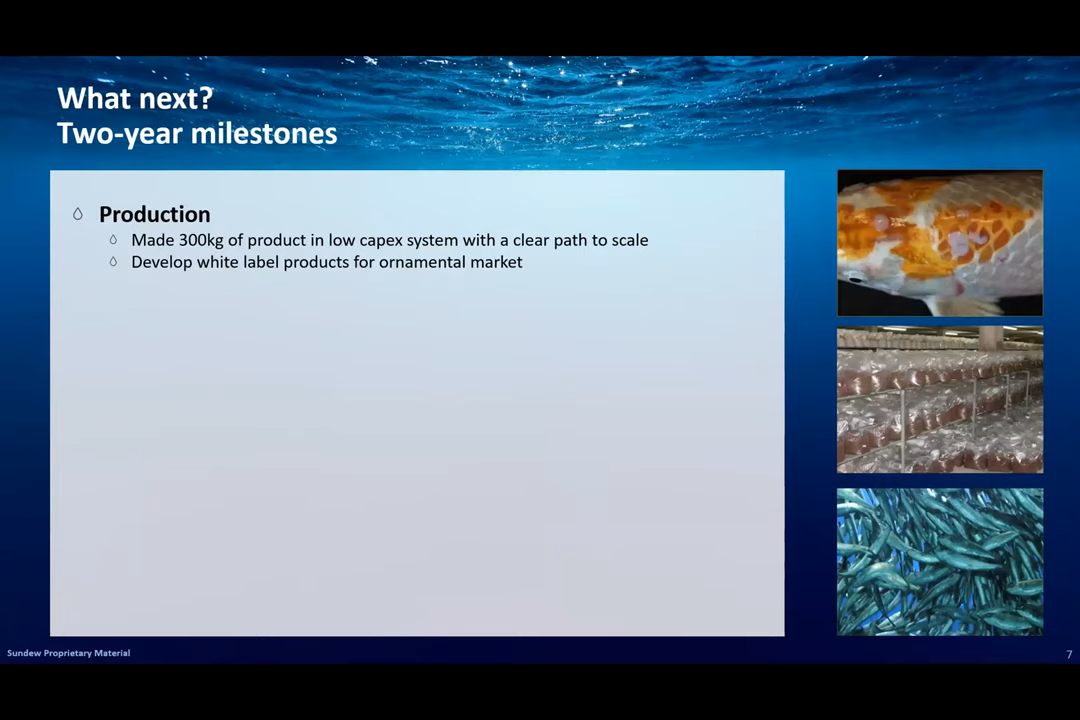 What next?
Two-year milestones
Production
Made 300kg of product in low capex system with a clear path to scale
Develop white label products for ornamental market
Sundew Proprietary Material
7